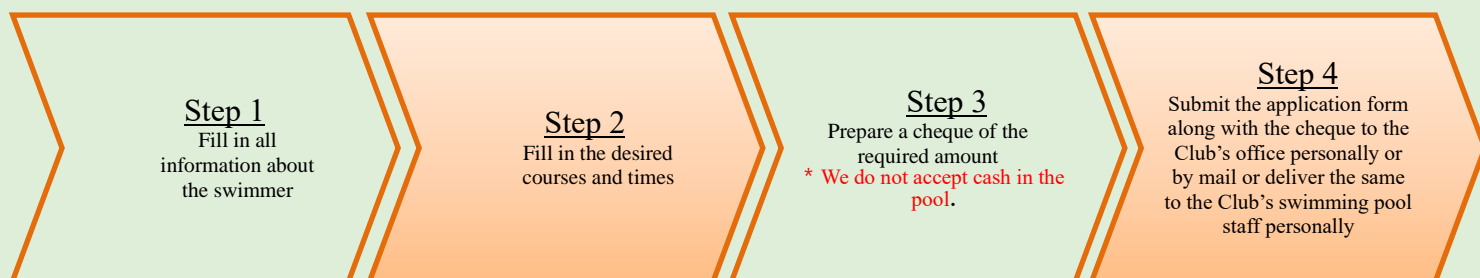 Step 1
Fill in all
information about
the swimmer
Step 2
Fill in the desired
courses and times
Step 3
Prepare a cheque of the
required amount
* We do not accept cash in the
pool.
Step 4
Submit the application form
along with the cheque to the
Club’s office personally or
by mail or deliver the same
to the Club’s swimming pool
staff personally